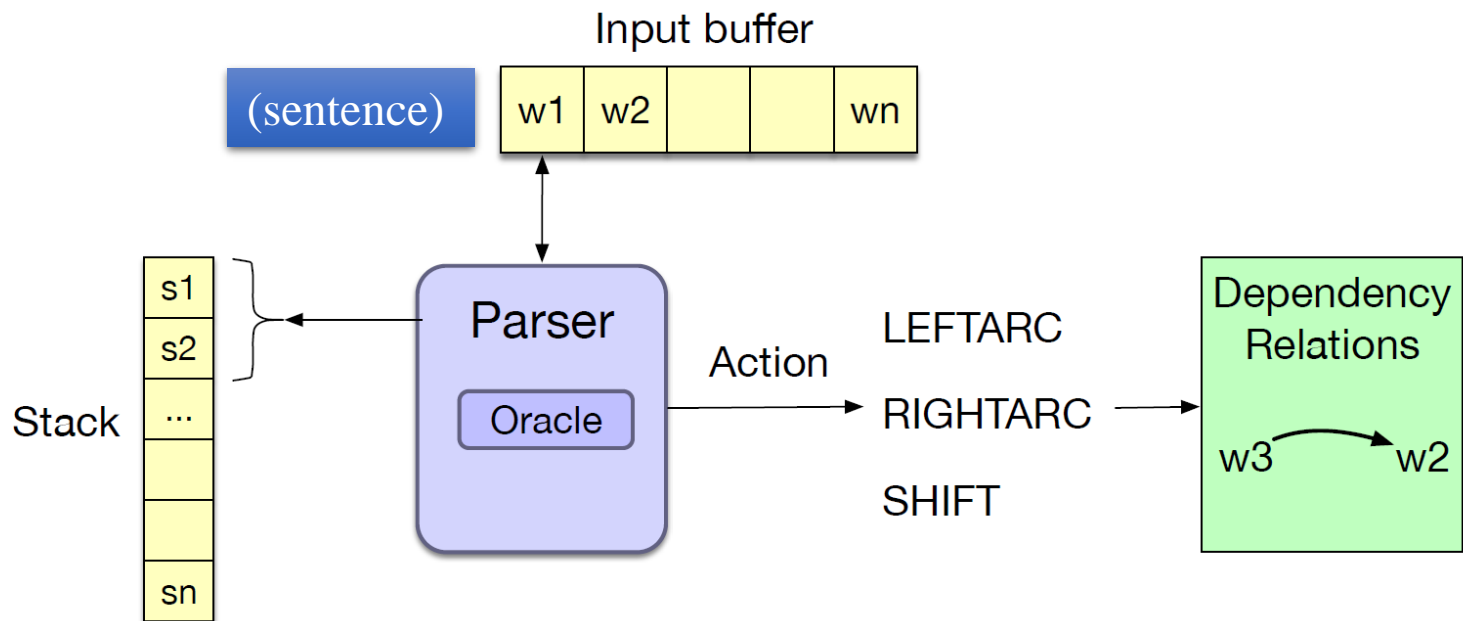 Input buffer
(sentence)
w1 w2 wn
s1
s2
...
sn
Stack
Parser
Oracle
Action
LEFTARC
RIGHTARC
SHIFT
Dependency
Relations
w3 w2